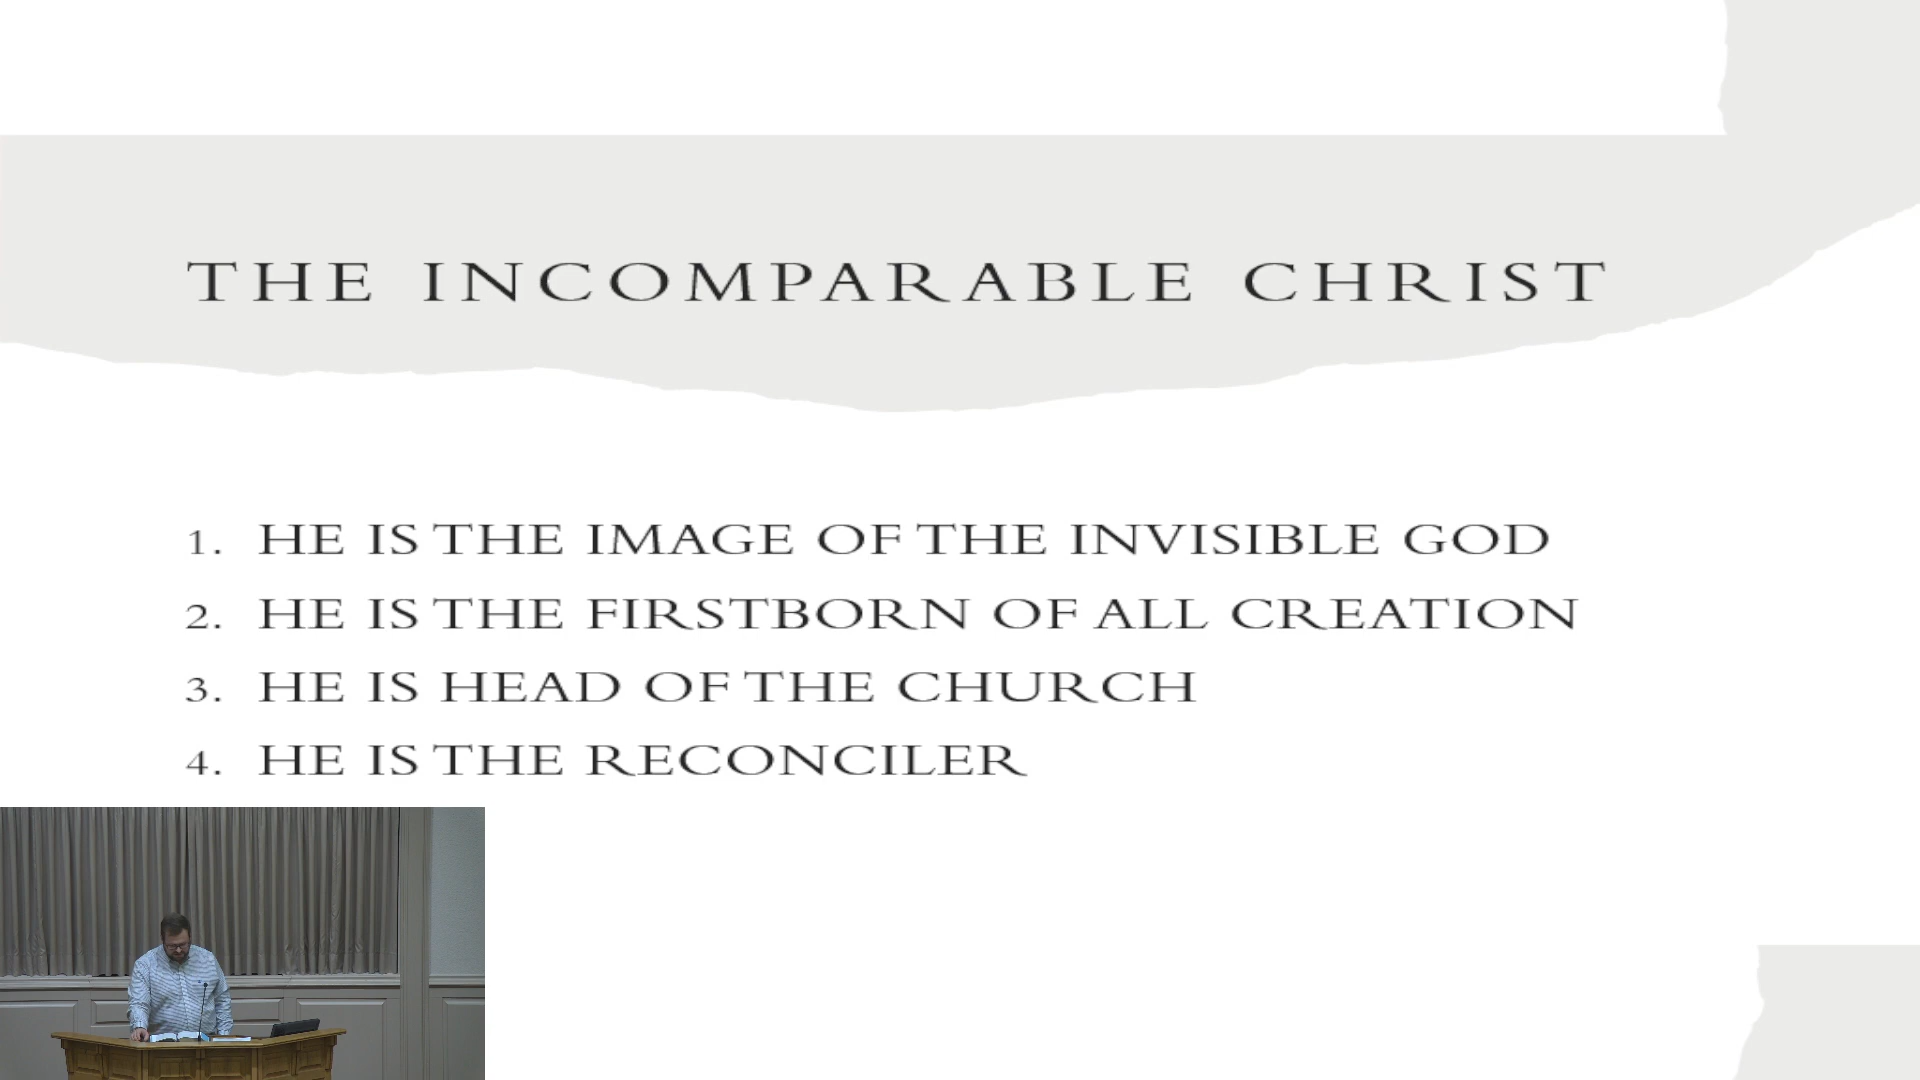 THE INCOMPARABLE CHRIST
1. HE IS THE IMAGE OF THE INVISIBLE GOD
2. HE IS THE FIRSTBORN OF ALL CREATION
3. HE IS HEAD OF THE CHURCH
4. HE IS THE RECONCILER